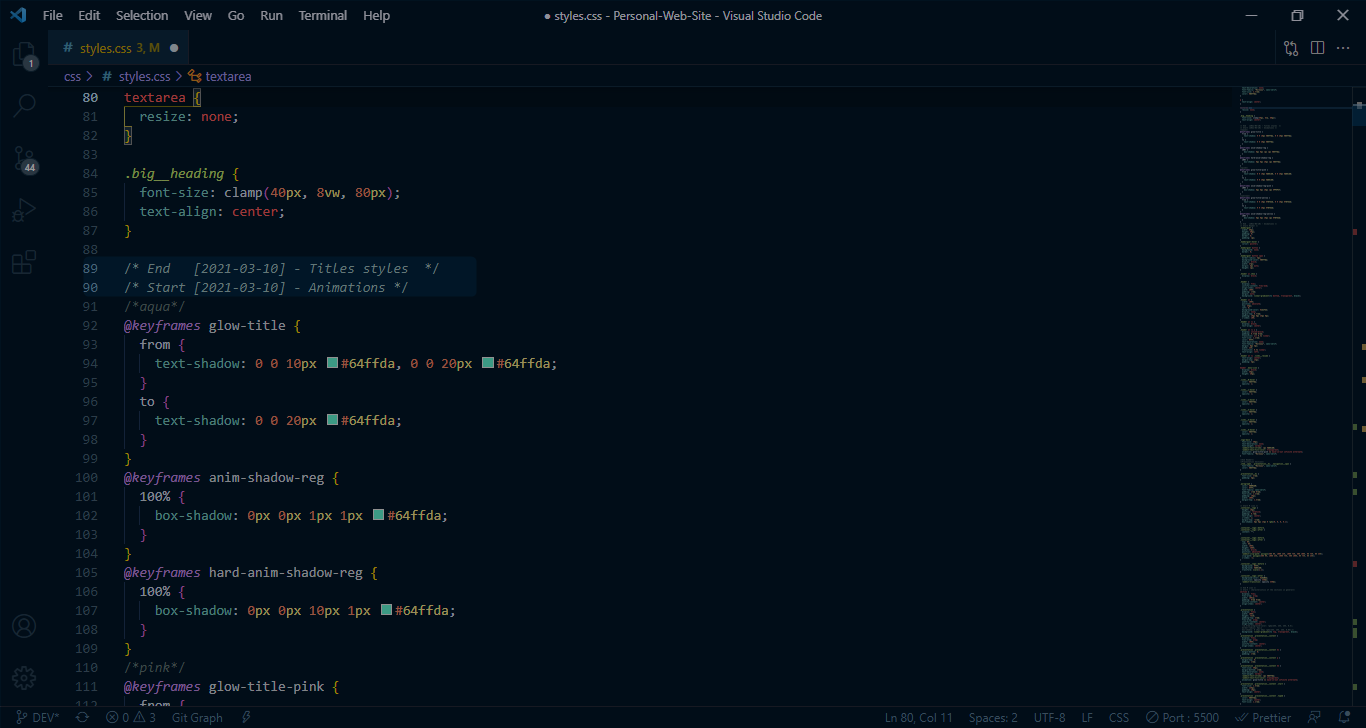 File Edit Selection View Go Run Terminal Help
● styles.css - Personal-Web-Site - Visual Studio Code
# styles.css 3, M ●
1
css > # styles.css > textarea
44
80 textarea {
81 resize: none;
82 }
83
84 .big__heading {
85 font-size: clamp(40px, 8vw, 80px);
86 text-align: center;
87 }
88
89 /* End   [2021-03-10] - Titles styles  */
90 /* Start [2021-03-10] - Animations */
91 /*aqua*/
92 @keyframes glow-title {
93 from {
94 text-shadow: 0 0 10px #64ffda, 0 0 20px #64ffda;
95 }
96 to {
97 text-shadow: 0 0 20px #64ffda;
98 }
99 }
100 @keyframes anim-shadow-reg {
101 100% {
102 box-shadow: 0px 0px 1px 1px #64ffda;
103 }
104 }
105 @keyframes hard-anim-shadow-reg {
106 100% {
107 box-shadow: 0px 0px 10px 1px #64ffda;
108 }
109 }
110 /*pink*/
111 @keyframes glow-title-pink {
112 from {
DEV* 0 3 Git Graph Ln 80, Col 11 Spaces: 2 UTF-8 LF CSS Port : 5500 Prettier